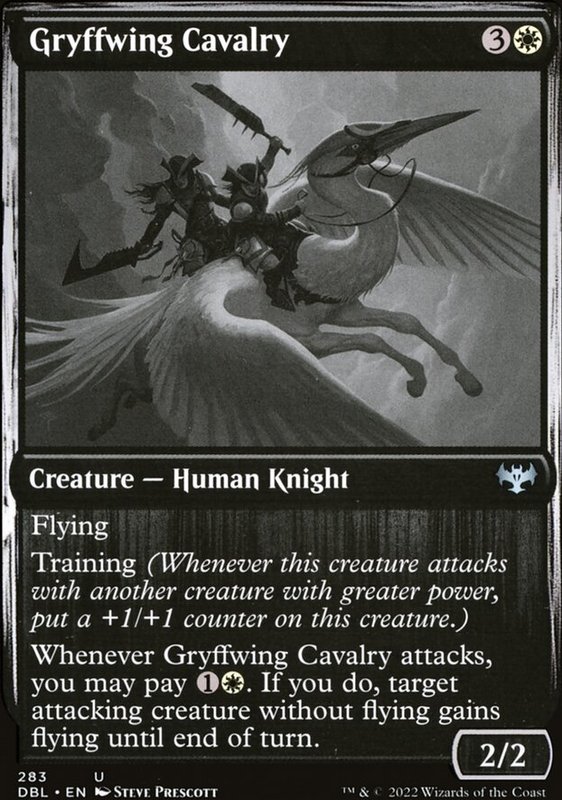 Gryffwing Cavalry 3
Creature — Human Knight
Flying
Training (Whenever this creature attacks
with another creature with greater power,
put a +1/+1 counter on this creature.)
Whenever Gryffwing Cavalry attacks,
you may pay 1. If you do, target
attacking creature without flying gains
flying until end of turn.
2/2
283 U
DBL • EN Steve Prescott ™ & © 2022 Wizards of the Coast